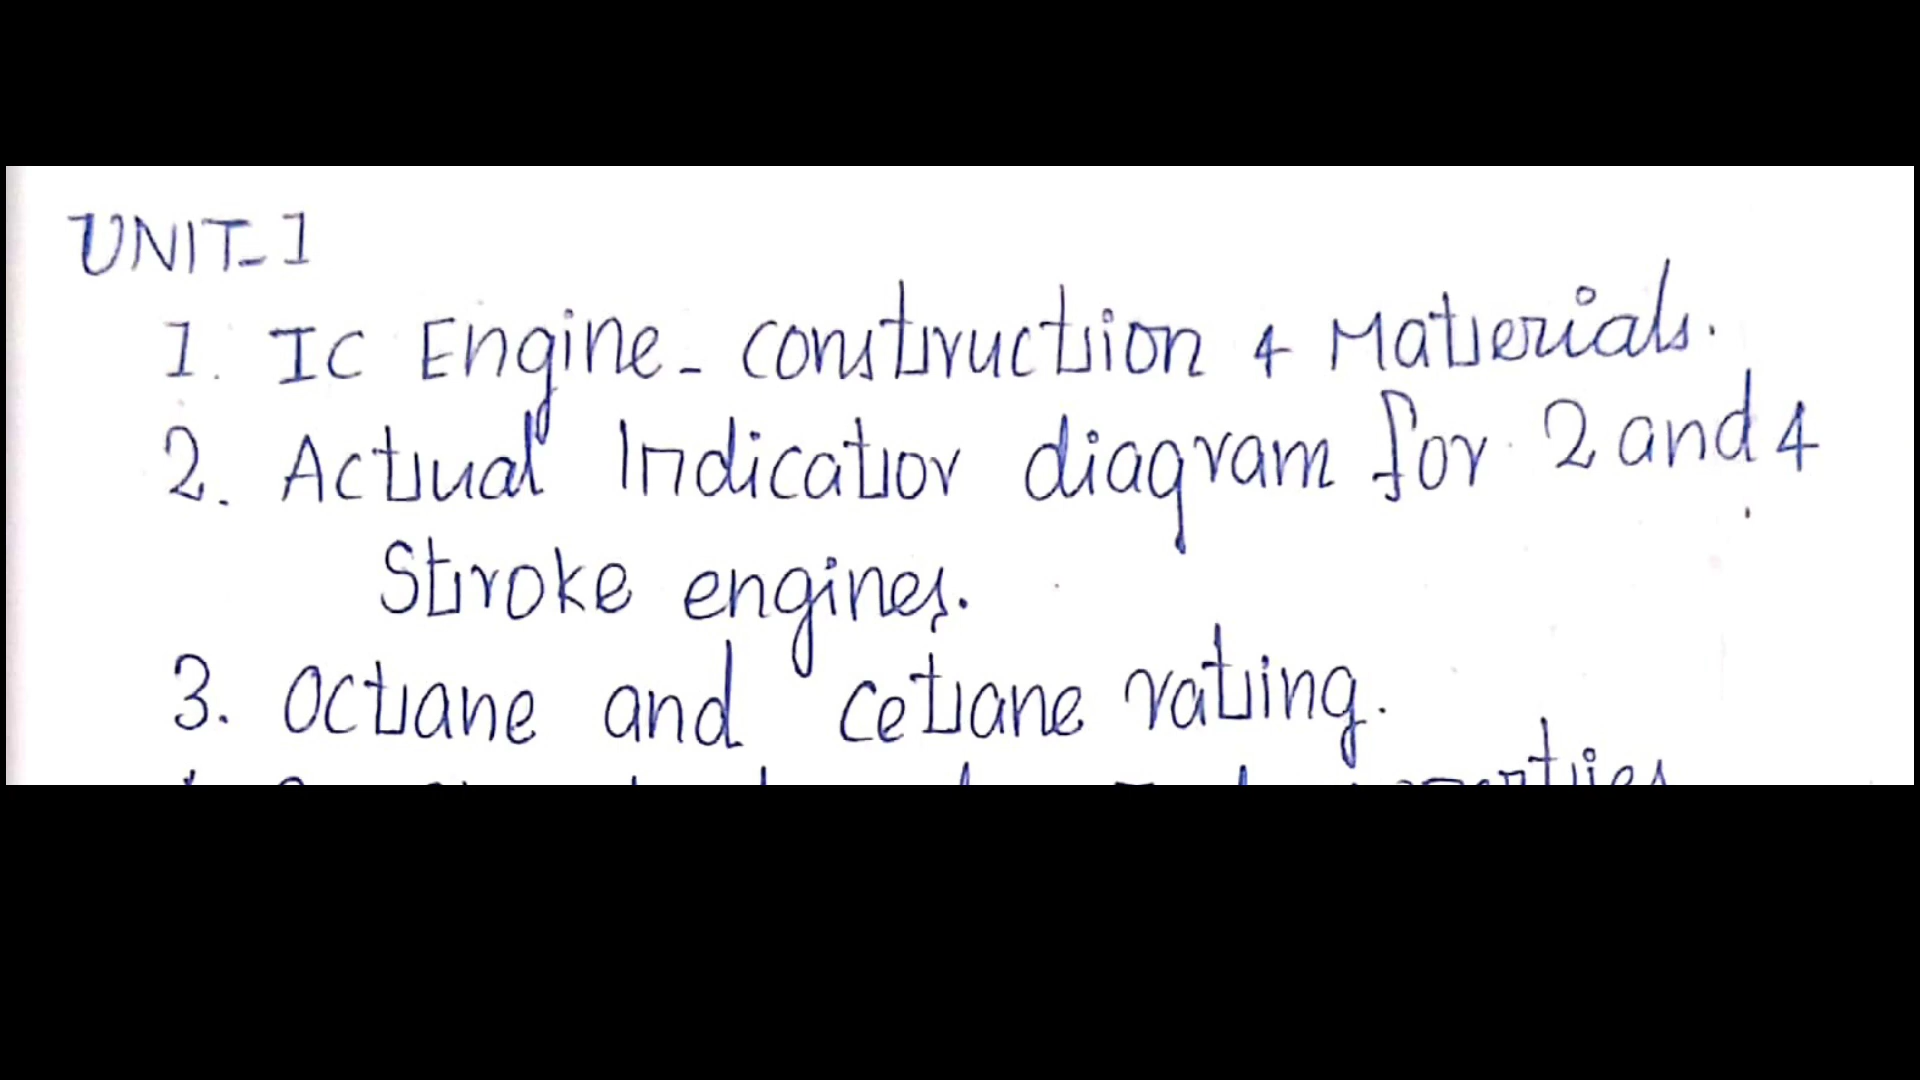 UNIT-1
1. IC Engine - construction & Materials.
2. Actual Indicator diagram for 2 and 4
Stroke engines.
3. Octane and cetane rating.